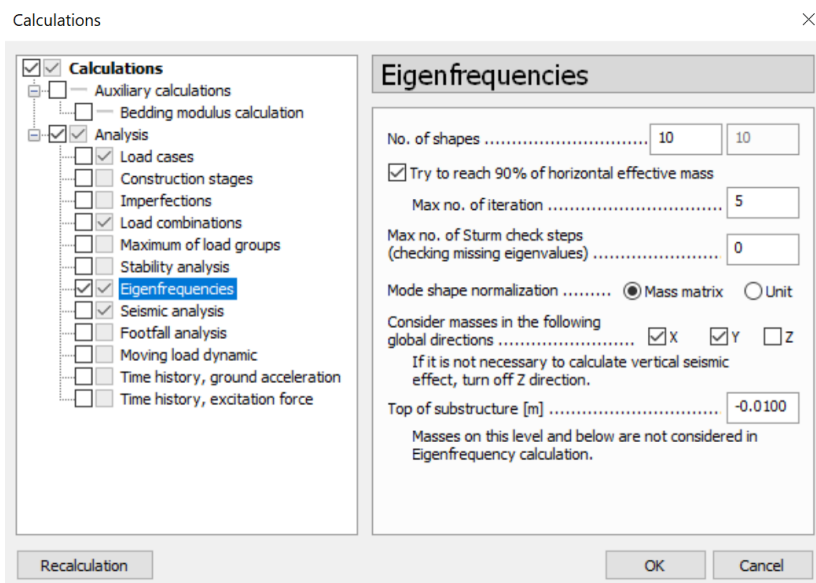 Calculations
Calculations
Auxiliary calculations
Bedding modulus calculation
Analysis
Load cases
Construction stages
Imperfections
Load combinations
Maximum of load groups
Stability analysis
Eigenfrequencies
Seismic analysis
Footfall analysis
Moving load dynamic
Time history, ground acceleration
Time history, excitation force
Eigenfrequencies
No. of shapes .............................. 10 10
Try to reach 90% of horizontal effective mass
Max no. of iteration ................................ 5
Max no. of Sturm check steps
(checking missing eigenvalues) ....................... 0
Mode shape normalization ......... Mass matrix Unit
Consider masses in the following
global directions ......................... X Y Z
If it is not necessary to calculate vertical seismic
effect, turn off Z direction.
Top of substructure [m] ............................... -0.0100
Masses on this level and below are not considered in
Eigenfrequency calculation.
Recalculation
OK
Cancel